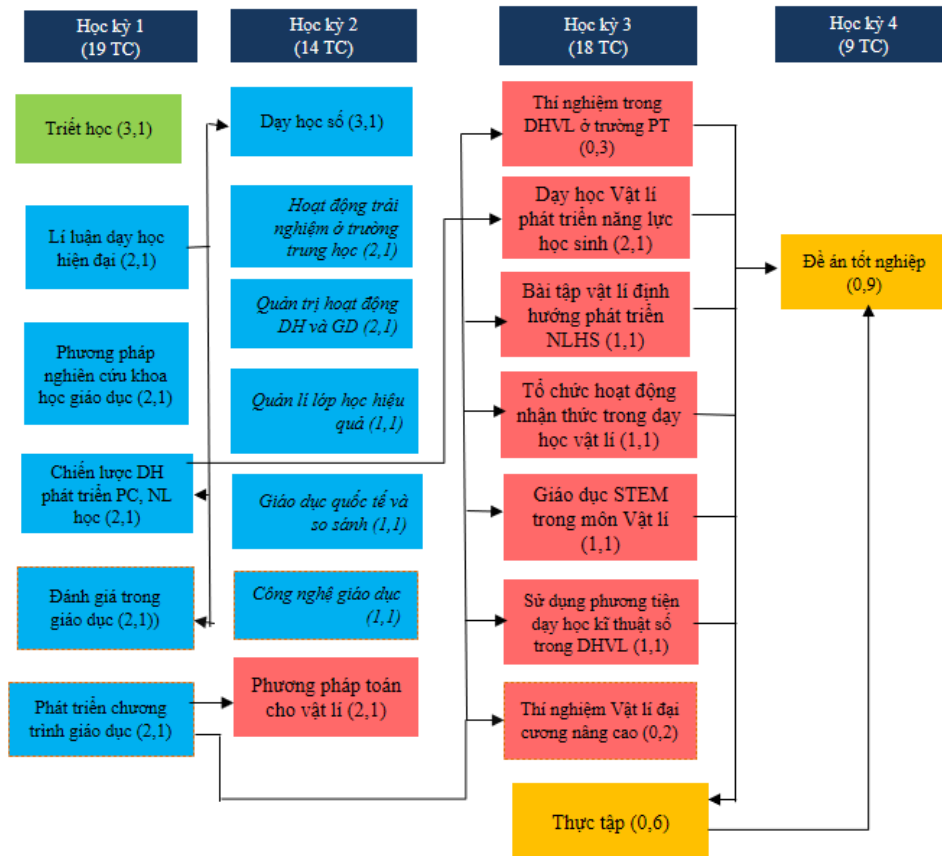 Học kỳ 1
(19 TC)
Triết học (3,1)
Lí luận dạy học
hiện đại (2,1)
Phương pháp
nghiên cứu khoa
học giáo dục (2,1)
Chiến lược DH
phát triển PC, NL
học (2,1)
Đánh giá trong
giáo dục (2,1))
Phát triển chương
trình giáo dục (2,1)
Học kỳ 2
(14 TC)
Dạy học số (3,1)
Hoạt động trải
nghiệm ở trường
trung học (2,1)
Quản trị hoạt động
DH và GD (2,1)
Quản lí lớp học hiệu
quả (1,1)
Giáo dục quốc tế và
so sánh (1,1)
Công nghệ giáo dục
(1,1)
Phương pháp toán
cho vật lí (2,1)
Học kỳ 3
(18 TC)
Thí nghiệm trong
DHVL ở trường PT
(0,3)
Dạy học Vật lí
phát triển năng lực
học sinh (2,1)
Bài tập vật lí định
hướng phát triển
NLHS (1,1)
Tổ chức hoạt động
nhận thức trong dạy
học vật lí (1,1)
Giáo dục STEM
trong môn Vật lí
(1,1)
Sử dụng phương tiện
dạy học kĩ thuật số
trong DHVL (1,1)
Thí nghiệm Vật lí đại
cương nâng cao (0,2)
Thực tập (0,6)
Học kỳ 4
(9 TC)
Đề án tốt nghiệp
(0,9)